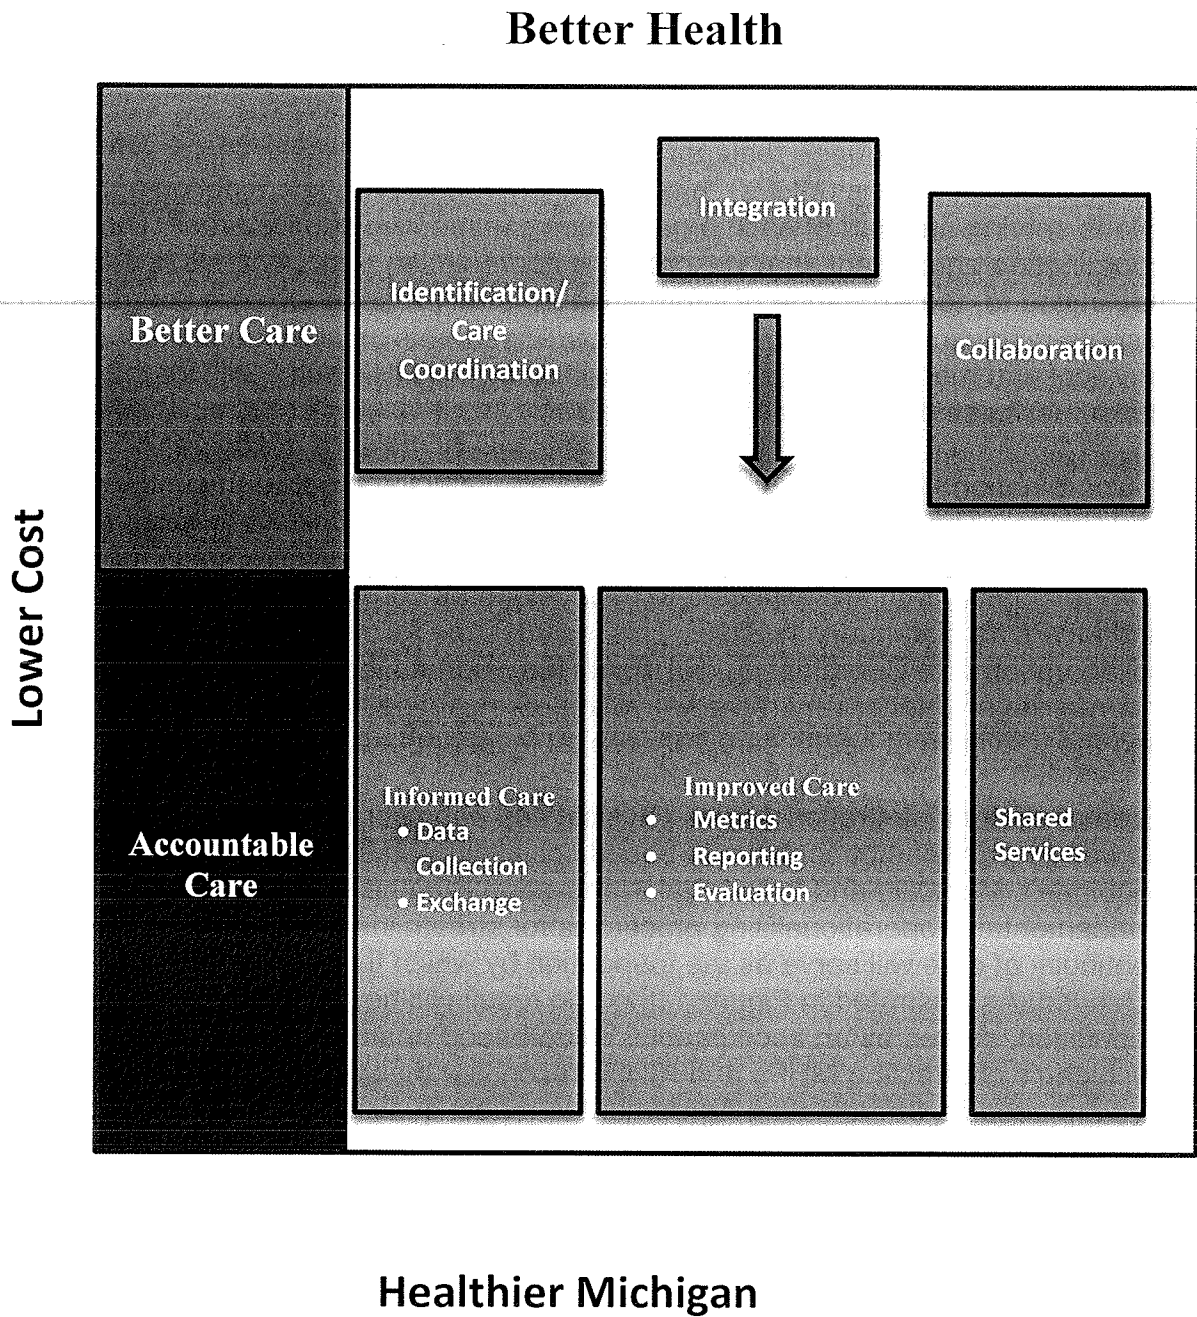 Better Health
Integration
Identification/
Care
Coordination
Better Care
Collaboration
Lower Cost
Informed Care
• Data
Collection
• Exchange
Improved Care
• Metrics
• Reporting
• Evaluation
Shared
Services
Accountable
Care
Healthier Michigan